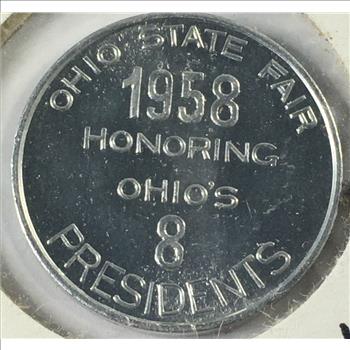 OHIO STATE FAIR
1958
HONORING
OHIO'S
8
PRESIDENTS